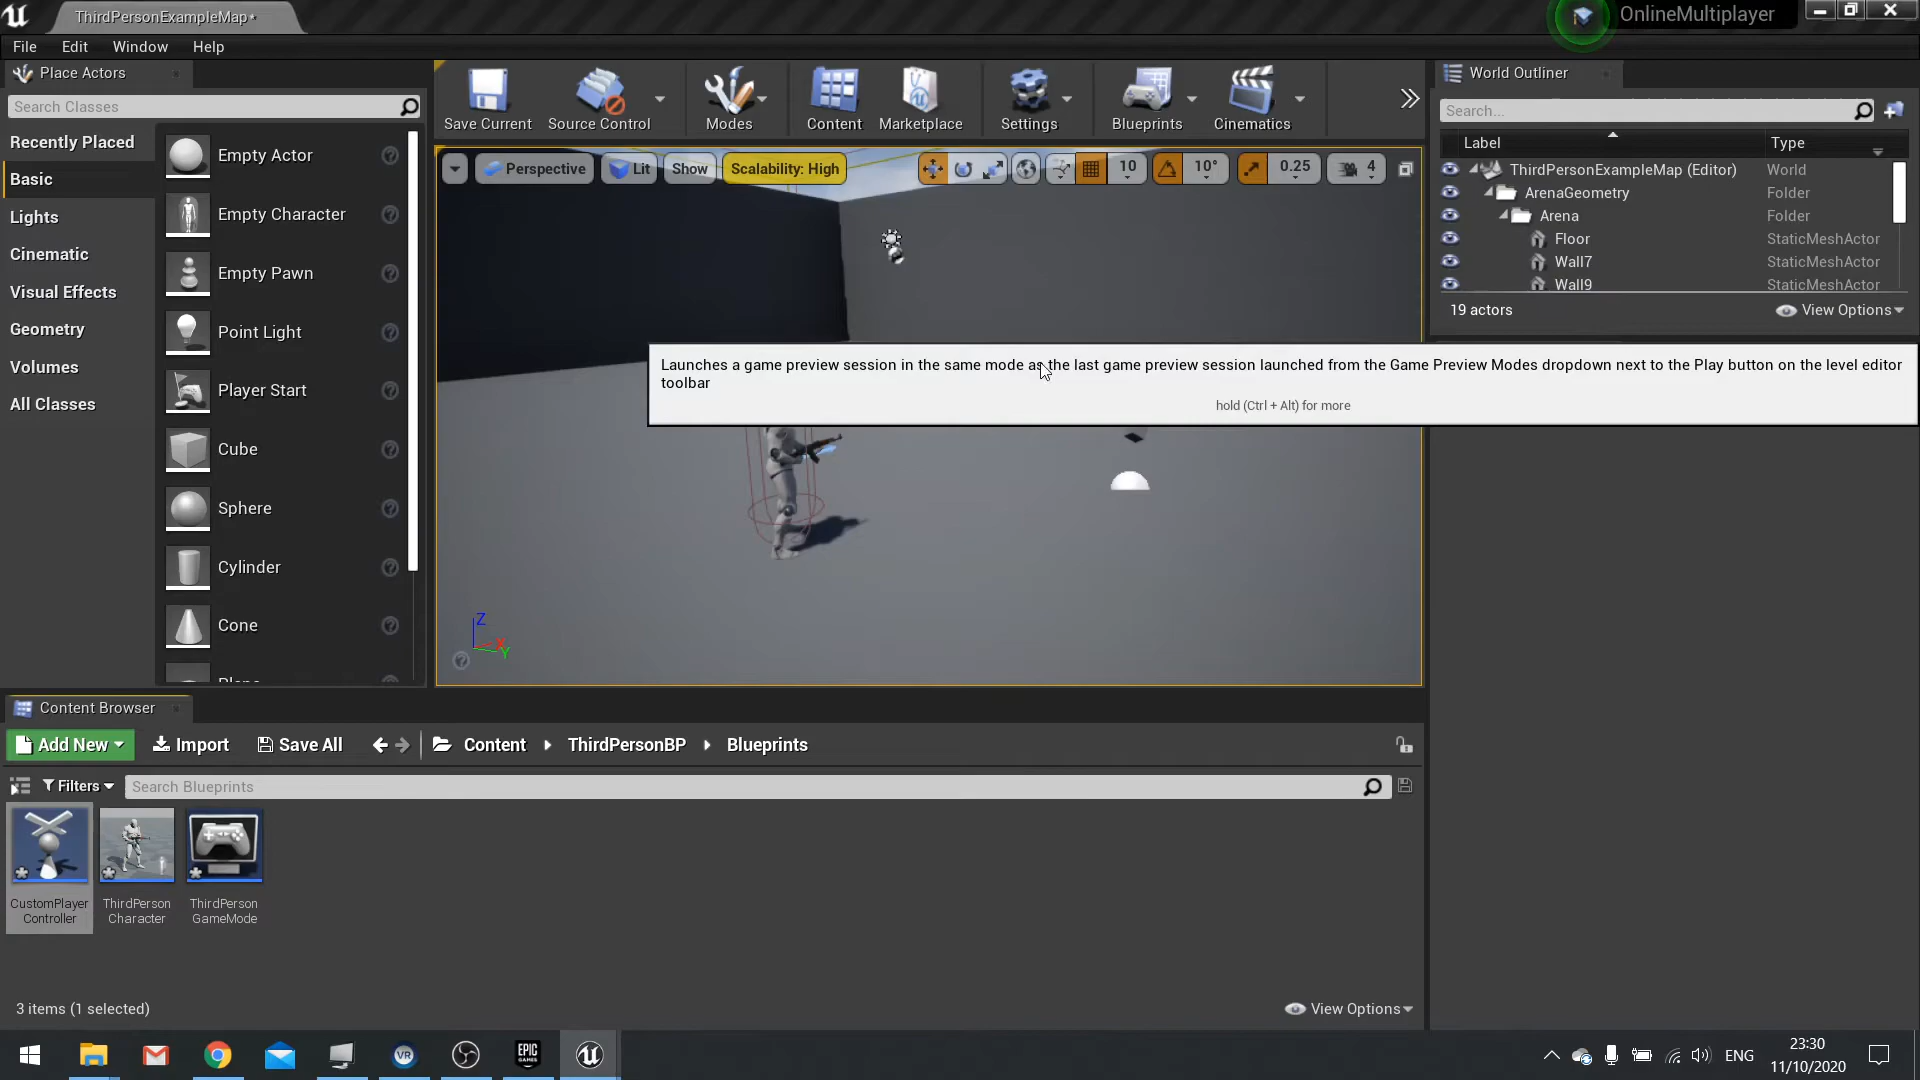 ThirdPersonExampleMap*
OnlineMultiplayer
File Edit Window Help
Place Actors
Search Classes
Recently Placed
Basic
Lights
Cinematic
Visual Effects
Geometry
Volumes
All Classes
Empty Actor
Empty Character
Empty Pawn
Point Light
Player Start
Cube
Sphere
Cylinder
Cone
Save Current
Source Control
Modes
Content
Marketplace
Settings
Blueprints
Cinematics
Perspective
Lit
Show
Scalability: High
10
10°
0.25
4
Launches a game preview session in the same mode as the last game preview session launched from the Game Preview Modes dropdown next to the Play button on the level editor
toolbar
hold (Ctrl + Alt) for more
Z
X
Y
World Outliner
Search...
Label Type
ThirdPersonExampleMap (Editor) World
ArenaGeometry Folder
Arena Folder
Floor StaticMeshActor
Wall7 StaticMeshActor
Wall9 StaticMeshActor
19 actors
View Options
Content Browser
Add New Import Save All Content ThirdPersonBP Blueprints
Filters Search Blueprints
CustomPlayer
Controller
ThirdPerson
Character
ThirdPerson
GameMode
3 items (1 selected)
View Options
VR
EPIC
GAMES
ENG
23:30
11/10/2020